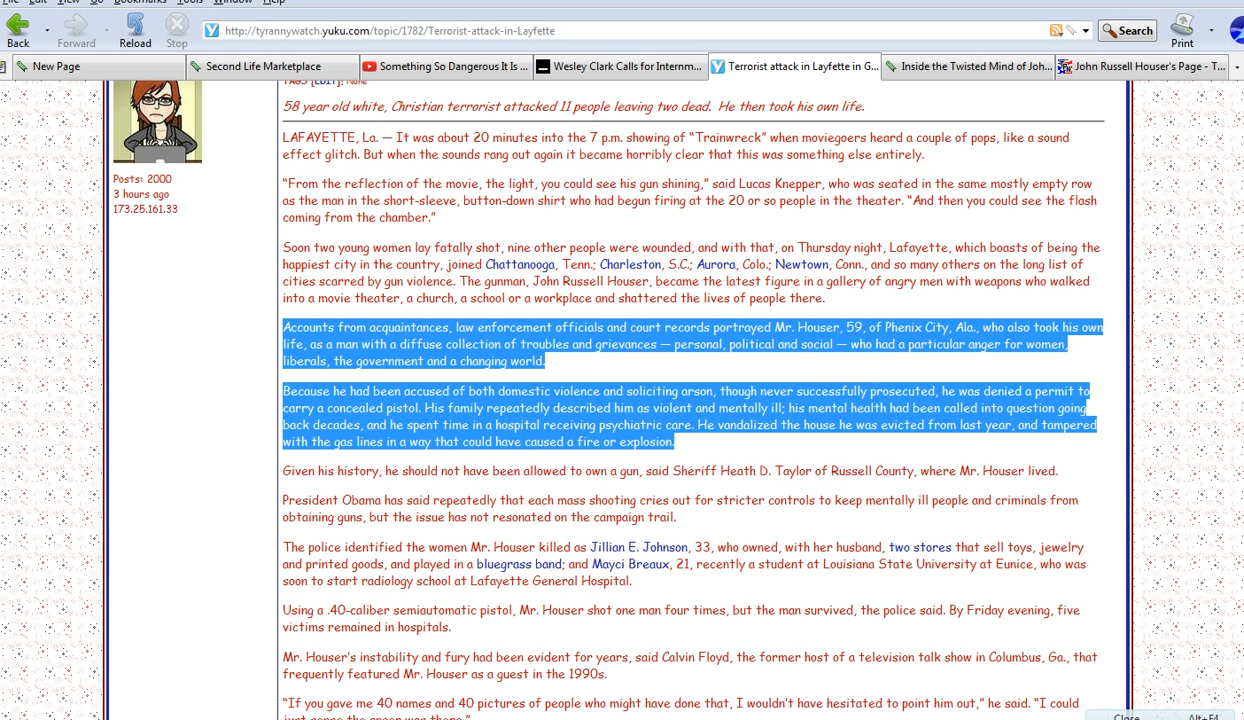 File Edit View Go Bookmarks Tools Window Help
Back Forward Reload Stop http://tyrannywatch.yuku.com/topic/1782/Terrorist-attack-in-Layfette Search Print
New Page Second Life Marketplace Something So Dangerous It Is ... Wesley Clark Calls for Internm... Terrorist attack in Layfette in G... Inside the Twisted Mind of Joh... John Russell Houser's Page - T...
TAGS [EDIT]: None
58 year old white, Christian terrorist attacked 11 people leaving two dead. He then took his own life.
LAFAYETTE, La. — It was about 20 minutes into the 7 p.m. showing of “Trainwreck” when moviegoers heard a couple of pops, like a sound
effect glitch. But when the sounds rang out again it became horribly clear that this was something else entirely.
Posts: 2000
3 hours ago
173.25.161.33
“From the reflection of the movie, the light, you could see his gun shining,” said Lucas Knepper, who was seated in the same mostly empty row
as the man in the short-sleeve, button-down shirt who had begun firing at the 20 or so people in the theater. “And then you could see the flash
coming from the chamber.”
Soon two young women lay fatally shot, nine other people were wounded, and with that, on Thursday night, Lafayette, which boasts of being the
happiest city in the country, joined Chattanooga, Tenn.; Charleston, S.C.; Aurora, Colo.; Newtown, Conn., and so many others on the long list of
cities scarred by gun violence. The gunman, John Russell Houser, became the latest figure in a gallery of angry men with weapons who walked
into a movie theater, a church, a school or a workplace and shattered the lives of people there.
Accounts from acquaintances, law enforcement officials and court records portrayed Mr. Houser, 59, of Phenix City, Ala., who also took his own
life, as a man with a diffuse collection of troubles and grievances — personal, political and social — who had a particular anger for women,
liberals, the government and a changing world.
Because he had been accused of both domestic violence and soliciting arson, though never successfully prosecuted, he was denied a permit to
carry a concealed pistol. His family repeatedly described him as violent and mentally ill; his mental health had been called into question going
back decades, and he spent time in a hospital receiving psychiatric care. He vandalized the house he was evicted from last year, and tampered
with the gas lines in a way that could have caused a fire or explosion.
Given his history, he should not have been allowed to own a gun, said Sheriff Heath D. Taylor of Russell County, where Mr. Houser lived.
President Obama has said repeatedly that each mass shooting cries out for stricter controls to keep mentally ill people and criminals from
obtaining guns, but the issue has not resonated on the campaign trail.
The police identified the women Mr. Houser killed as Jillian E. Johnson, 33, who owned, with her husband, two stores that sell toys, jewelry
and printed goods, and played in a bluegrass band; and Mayci Breaux, 21, recently a student at Louisiana State University at Eunice, who was
soon to start radiology school at Lafayette General Hospital.
Using a .40-caliber semiautomatic pistol, Mr. Houser shot one man four times, but the man survived, the police said. By Friday evening, five
victims remained in hospitals.
Mr. Houser’s instability and fury had been evident for years, said Calvin Floyd, the former host of a television talk show in Columbus, Ga., that
frequently featured Mr. Houser as a guest in the 1990s.
“If you gave me 40 names and 40 pictures of people who might have done that, I wouldn’t have hesitated to point him out,” he said. “I could
just sense the anger was there.”
Close Alt+F4